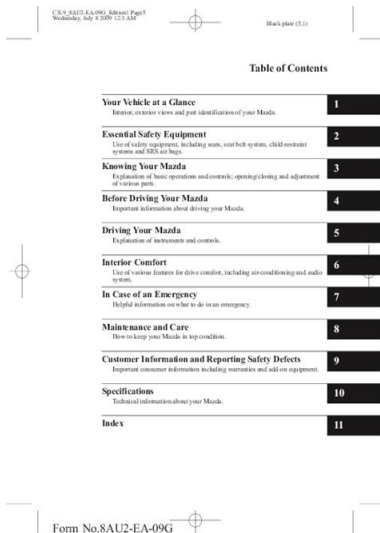 CX-9_8AU2-EA-09G_Edition1 Page5
Wednesday, July 8 2009 12:3 AM
Black plate (5,1)
Table of Contents
Your Vehicle at a Glance
Interior, exterior views and part identification of your Mazda.
1
Essential Safety Equipment
Use of safety equipment, including seats, seat belt system, child-restraint
systems and SRS air bags.
2
Knowing Your Mazda
Explanation of basic operations and controls; opening/closing and adjustment
of various parts.
3
Before Driving Your Mazda
Important information about driving your Mazda.
4
Driving Your Mazda
Explanation of instruments and controls.
5
Interior Comfort
Use of various features for drive comfort, including air-conditioning and audio
system.
6
In Case of an Emergency
Helpful information on what to do in an emergency.
7
Maintenance and Care
How to keep your Mazda in top condition.
8
Customer Information and Reporting Safety Defects
Important consumer information including warranties and add-on equipment.
9
Specifications
Technical information about your Mazda.
10
Index
11
Form No.8AU2-EA-09G